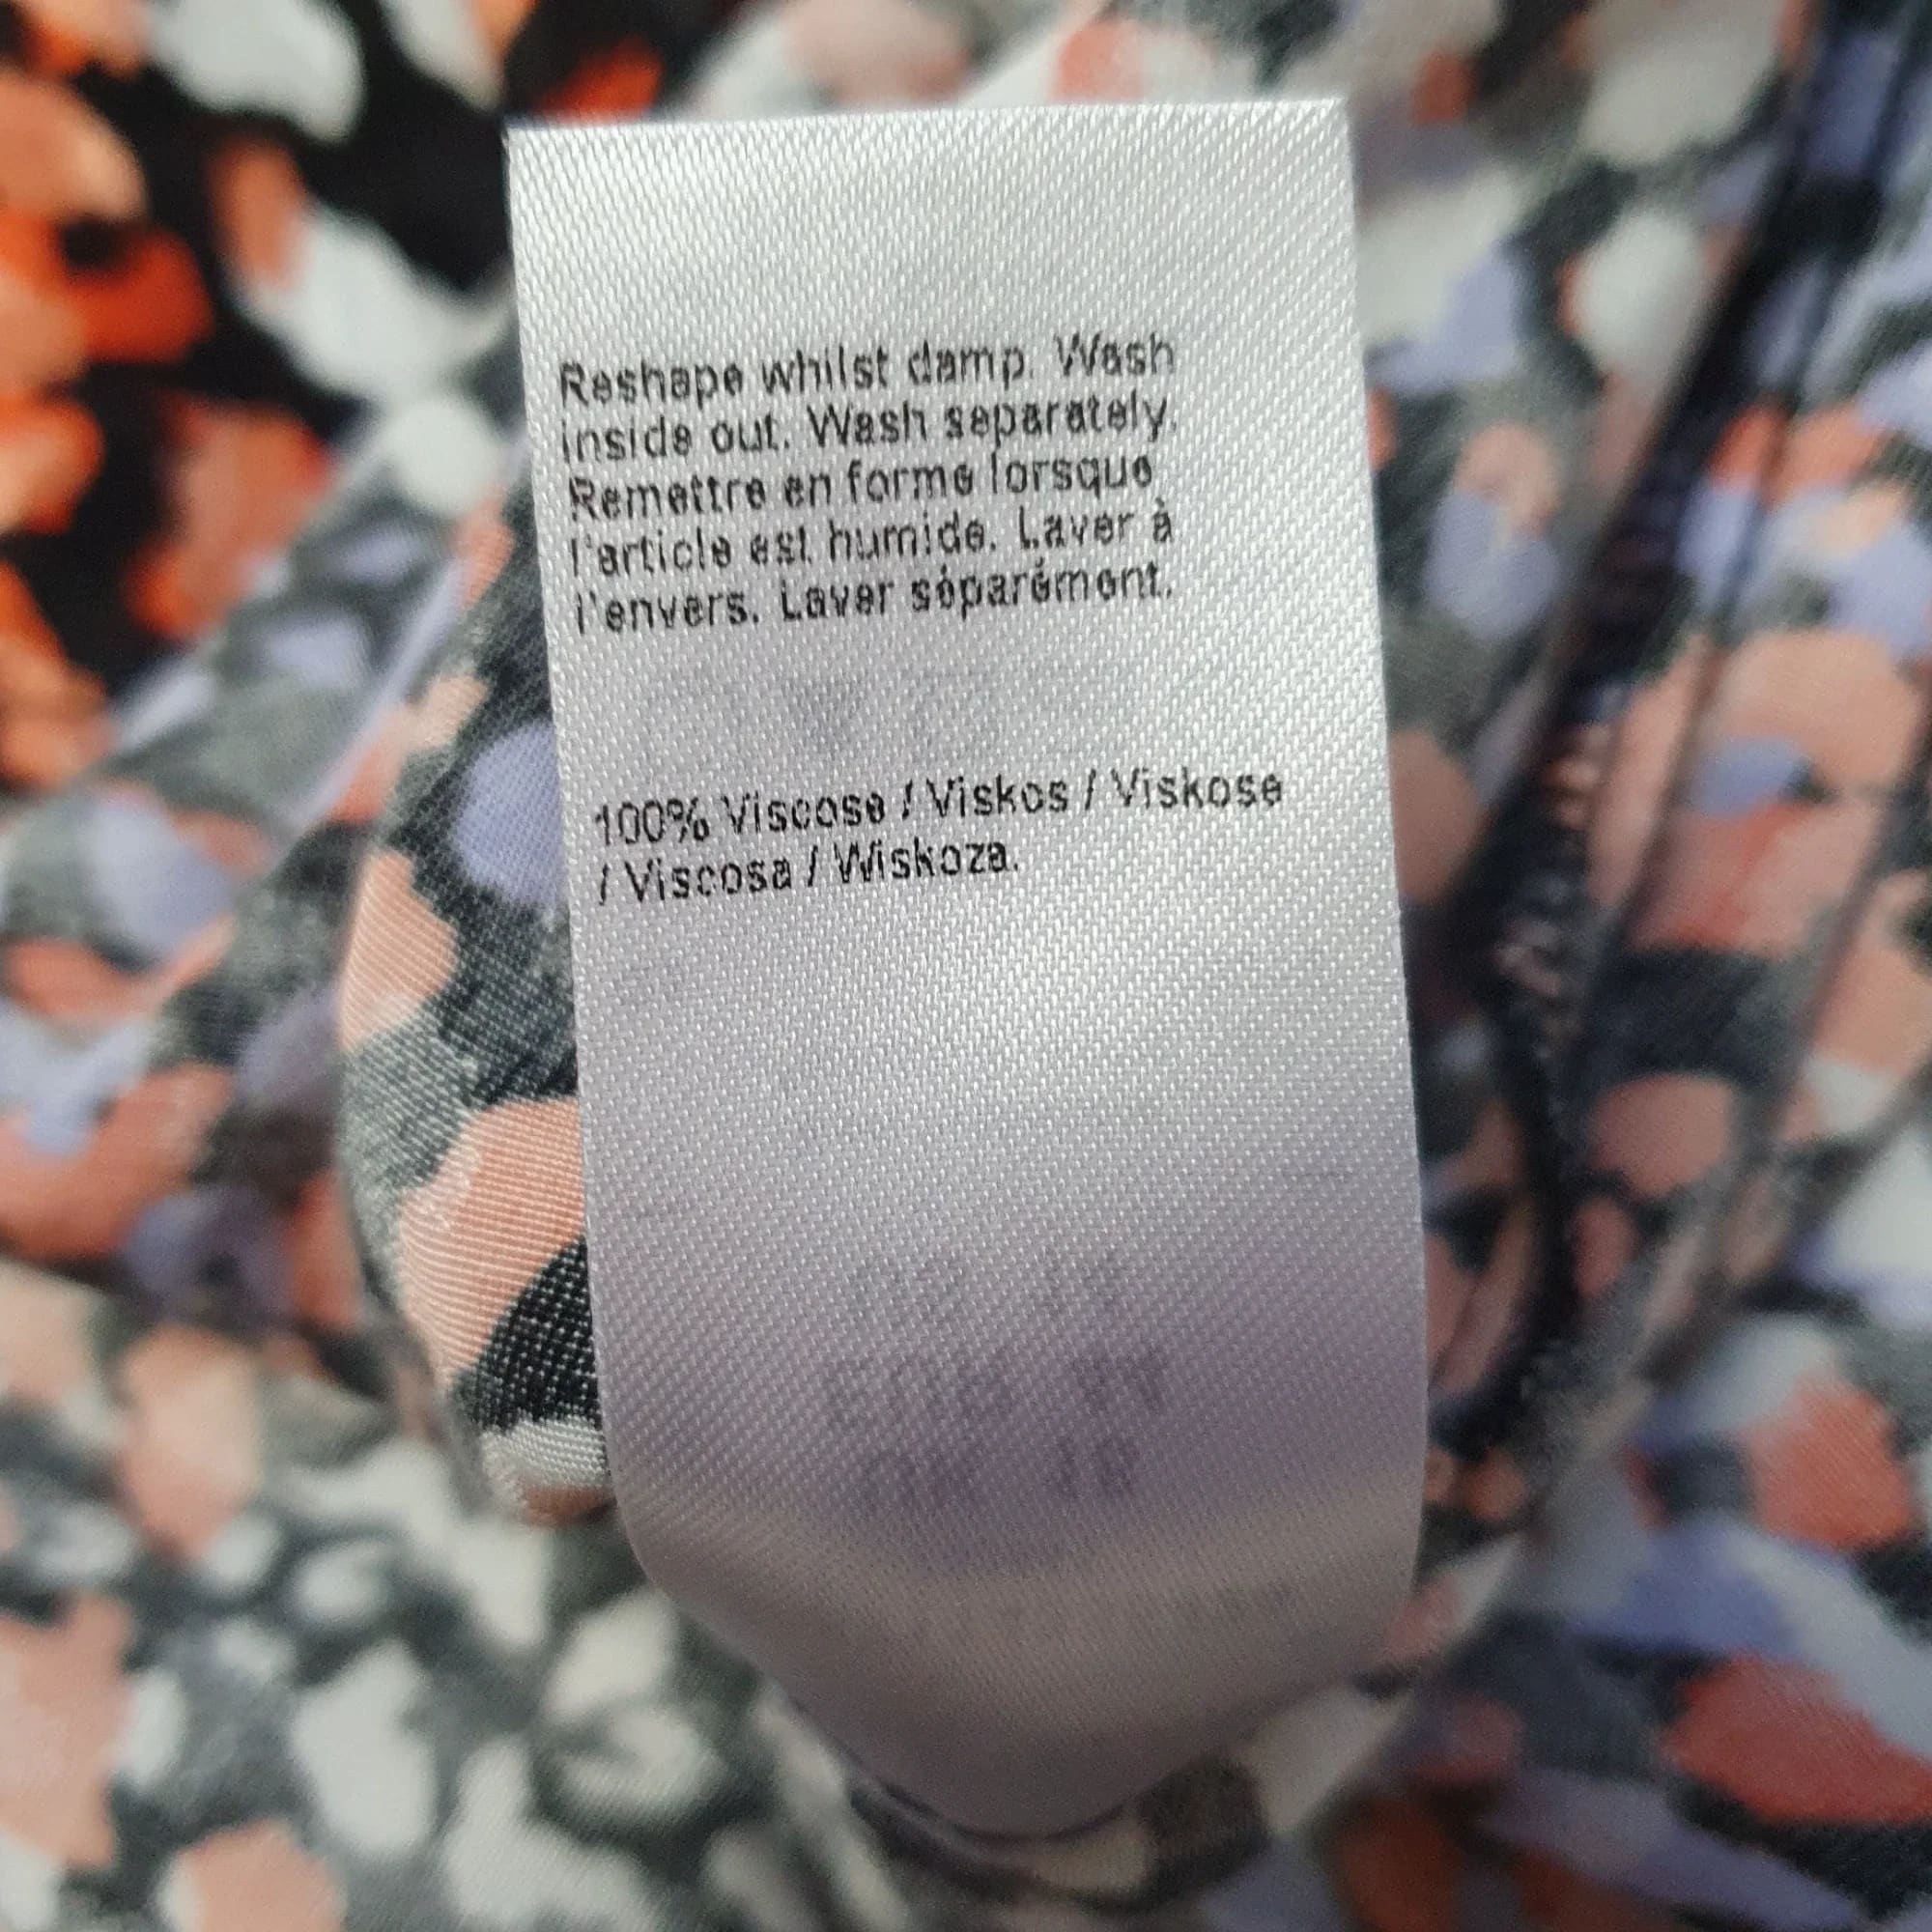 Reshape whilst damp. Wash
inside out. Wash separately.
Remettre en forme lorsque
l'article est humide. Laver à
l'envers. Laver séparément.
100% Viscose / Viskos / Viskose
/ Viscosa / Wiskoza.